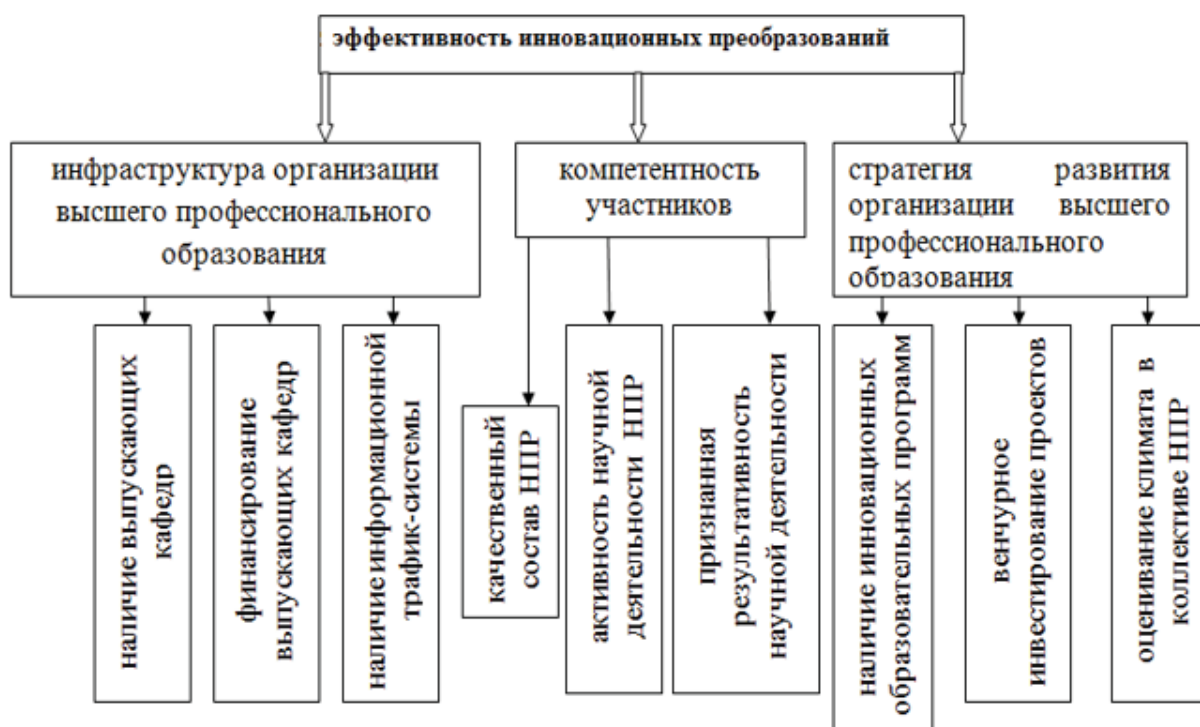 эффективность инновационных преобразований
инфраструктура организации
высшего профессионального
образования
компетентность
участников
стратегия развития
организации высшего
профессионального
образования
наличие выпускающих
кафедр
финансирование
выпускающих кафедр
наличие информационной
трафик-системы
качественный
состав НПР
активность научной
деятельности НПР
признанная
результативность
научной деятельности
наличие инновационных
образовательных программ
венчурное
инвестирование проектов
оценивание климата в
коллективе НПР